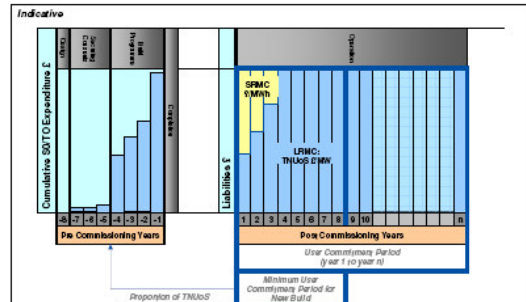 Indicative
Cumulative SO/TO Expenditure £
Design
Consents
Build
Programme
Completion
Liabilities £
Operation
SRMC
£/MWh
LRMC:
TNUoS £/MW
-8 -7 -6 -5 -4 -3 -2 -1
1 2 3 4 5 6 7 8 9 10 n
Pre Commissioning Years
Post Commissioning Years
User Commitment Period
(year 1 to year n)
Proportion of TNUoS
Minimum User
Commitment Period for
New Build